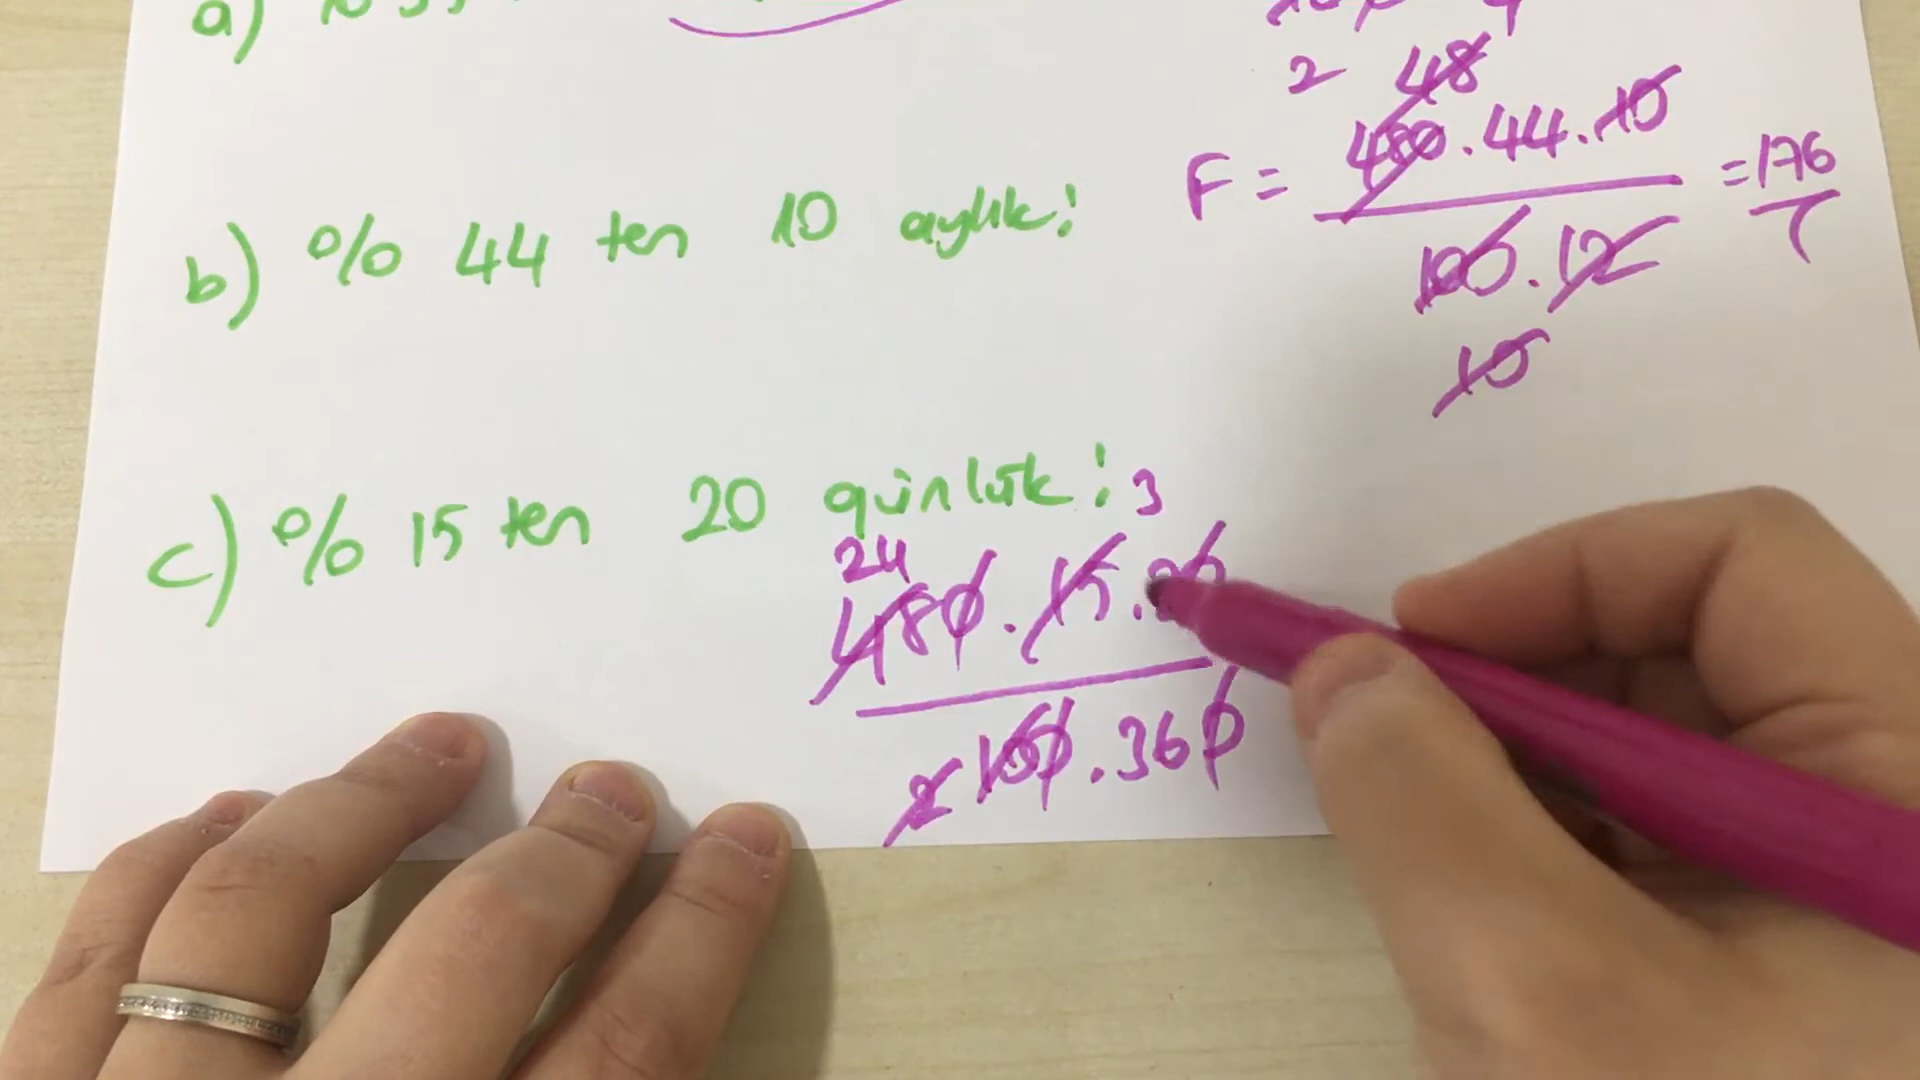 a)
2 48
F = 480.44.10 = 176
100.12
10
b) % 44 ten 10 aylık:
c) % 15 ten 20 günlük:
3
24
480.15.20
2 100.360